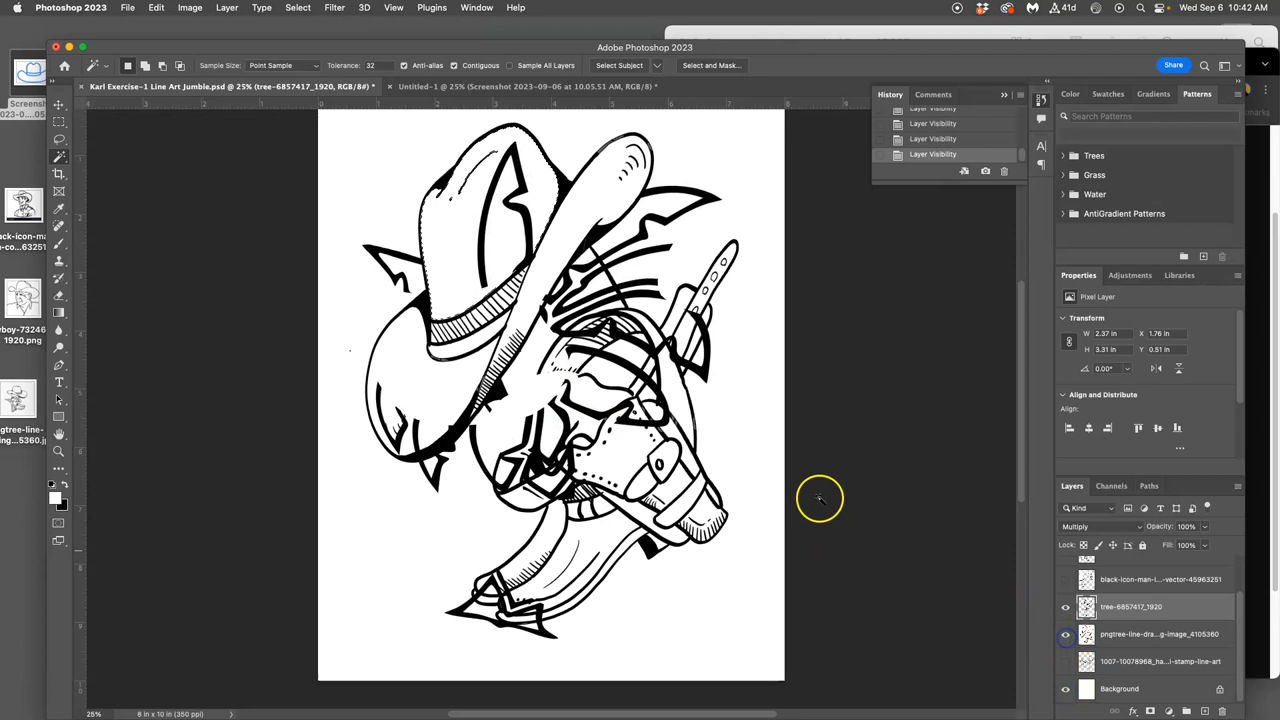 Photoshop 2023 File Edit Image Layer Type Select Filter 3D View Plugins Window Help 41d Wed Sep 6 10:42 AM
Adobe Photoshop 2023
Sample Size: Point Sample Tolerance: 32 Anti-alias Contiguous Sample All Layers Select Subject Select and Mask... Share
Karl Exercise-1 Line Art Jumble.psd @ 25% (tree-6857417_1920, RGB/8#) * Untitled-1 @ 25% (Screenshot 2023-09-06 at 10.05.51 AM, RGB/8) *
History Comments
Layer Visibility
Layer Visibility
Layer Visibility
Layer Visibility
Color Swatches Gradients Patterns
Search Patterns
Trees
Grass
Water
AntiGradient Patterns
Properties Adjustments Libraries
Pixel Layer
Transform
W 2.37 in X 1.76 in
H 3.31 in Y 0.51 in
0.00°
Align and Distribute
Align:
Layers Channels Paths
Kind
Multiply Opacity: 100%
Lock: Fill: 100%
black-icon-man-i...-vector-45963251
tree-6857417_1920
pngtree-line-dra...g-image_4105360
1007-10078968_ha...i-stamp-line-art
Background
25% 8 in x 10 in (350 ppi)
Screenshot